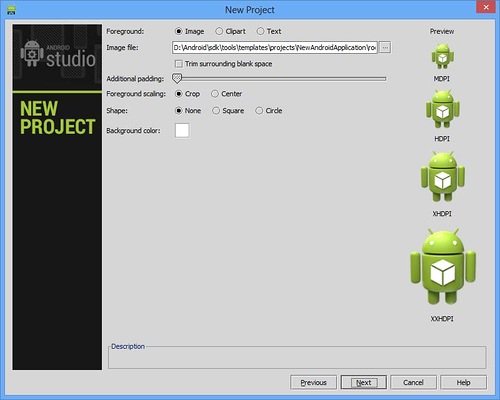 New Project
ANDROID
studio
NEW
PROJECT
Foreground: Image Clipart Text
Image file: D:\Android\sdk\tools\templates\projects\NewAndroidApplication\roo ...
Trim surrounding blank space
Additional padding:
Foreground scaling: Crop Center
Shape: None Square Circle
Background color:
Preview
MDPI
HDPI
XHDPI
XXHDPI
Description
Previous Next Cancel Help